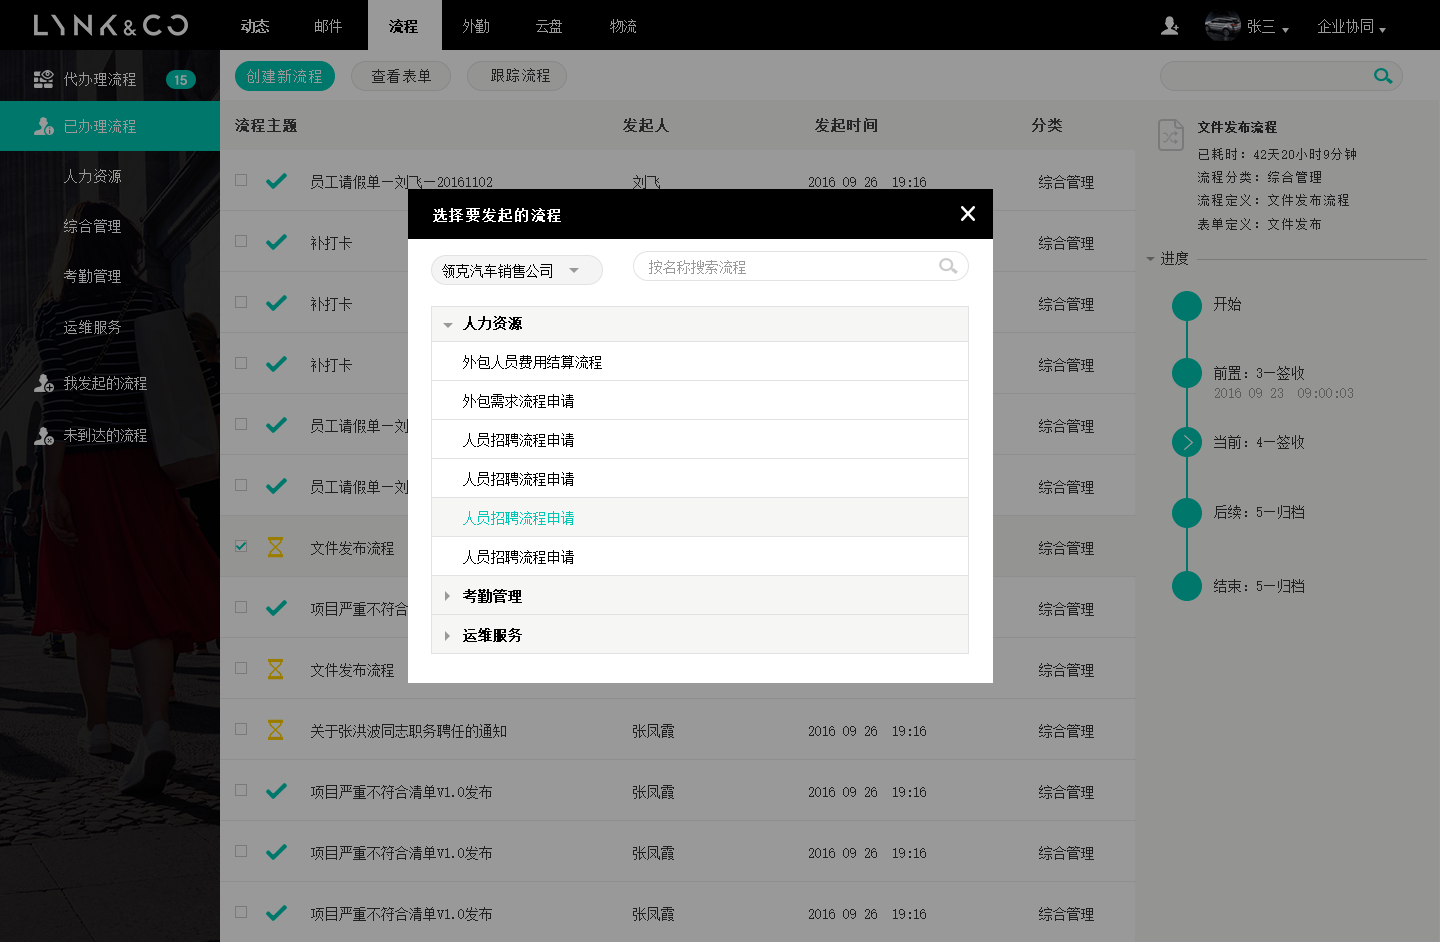 LYNK&CO
动态 邮件 流程 外勤 云盘 物流 张三 企业协同
代办理流程 15
已办理流程
人力资源
综合管理
考勤管理
运维服务
我发起的流程
未到达的流程
创建新流程 查看表单 跟踪流程
流程主题 发起人 发起时间 分类
员工请假单—刘飞—20161102 刘飞 2016 09 26 19:16 综合管理
补打卡 综合管理
补打卡 综合管理
补打卡 综合管理
员工请假单—刘 综合管理
员工请假单—刘 综合管理
文件发布流程 综合管理
项目严重不符合 综合管理
文件发布流程 综合管理
关于张洪波同志职务聘任的通知 张凤霞 2016 09 26 19:16 综合管理
项目严重不符合清单V1.0发布 张凤霞 2016 09 26 19:16 综合管理
项目严重不符合清单V1.0发布 张凤霞 2016 09 26 19:16 综合管理
项目严重不符合清单V1.0发布 张凤霞 2016 09 26 19:16 综合管理
选择要发起的流程
领克汽车销售公司 按名称搜索流程
人力资源
外包人员费用结算流程
外包需求流程申请
人员招聘流程申请
人员招聘流程申请
人员招聘流程申请
人员招聘流程申请
考勤管理
运维服务
文件发布流程
已耗时：42天20小时9分钟
流程分类：综合管理
流程定义：文件发布流程
表单定义：文件发布
进度
开始
前置：3—签收
2016 09 23 09:00:03
当前：4—签收
后续：5—归档
结束：5—归档